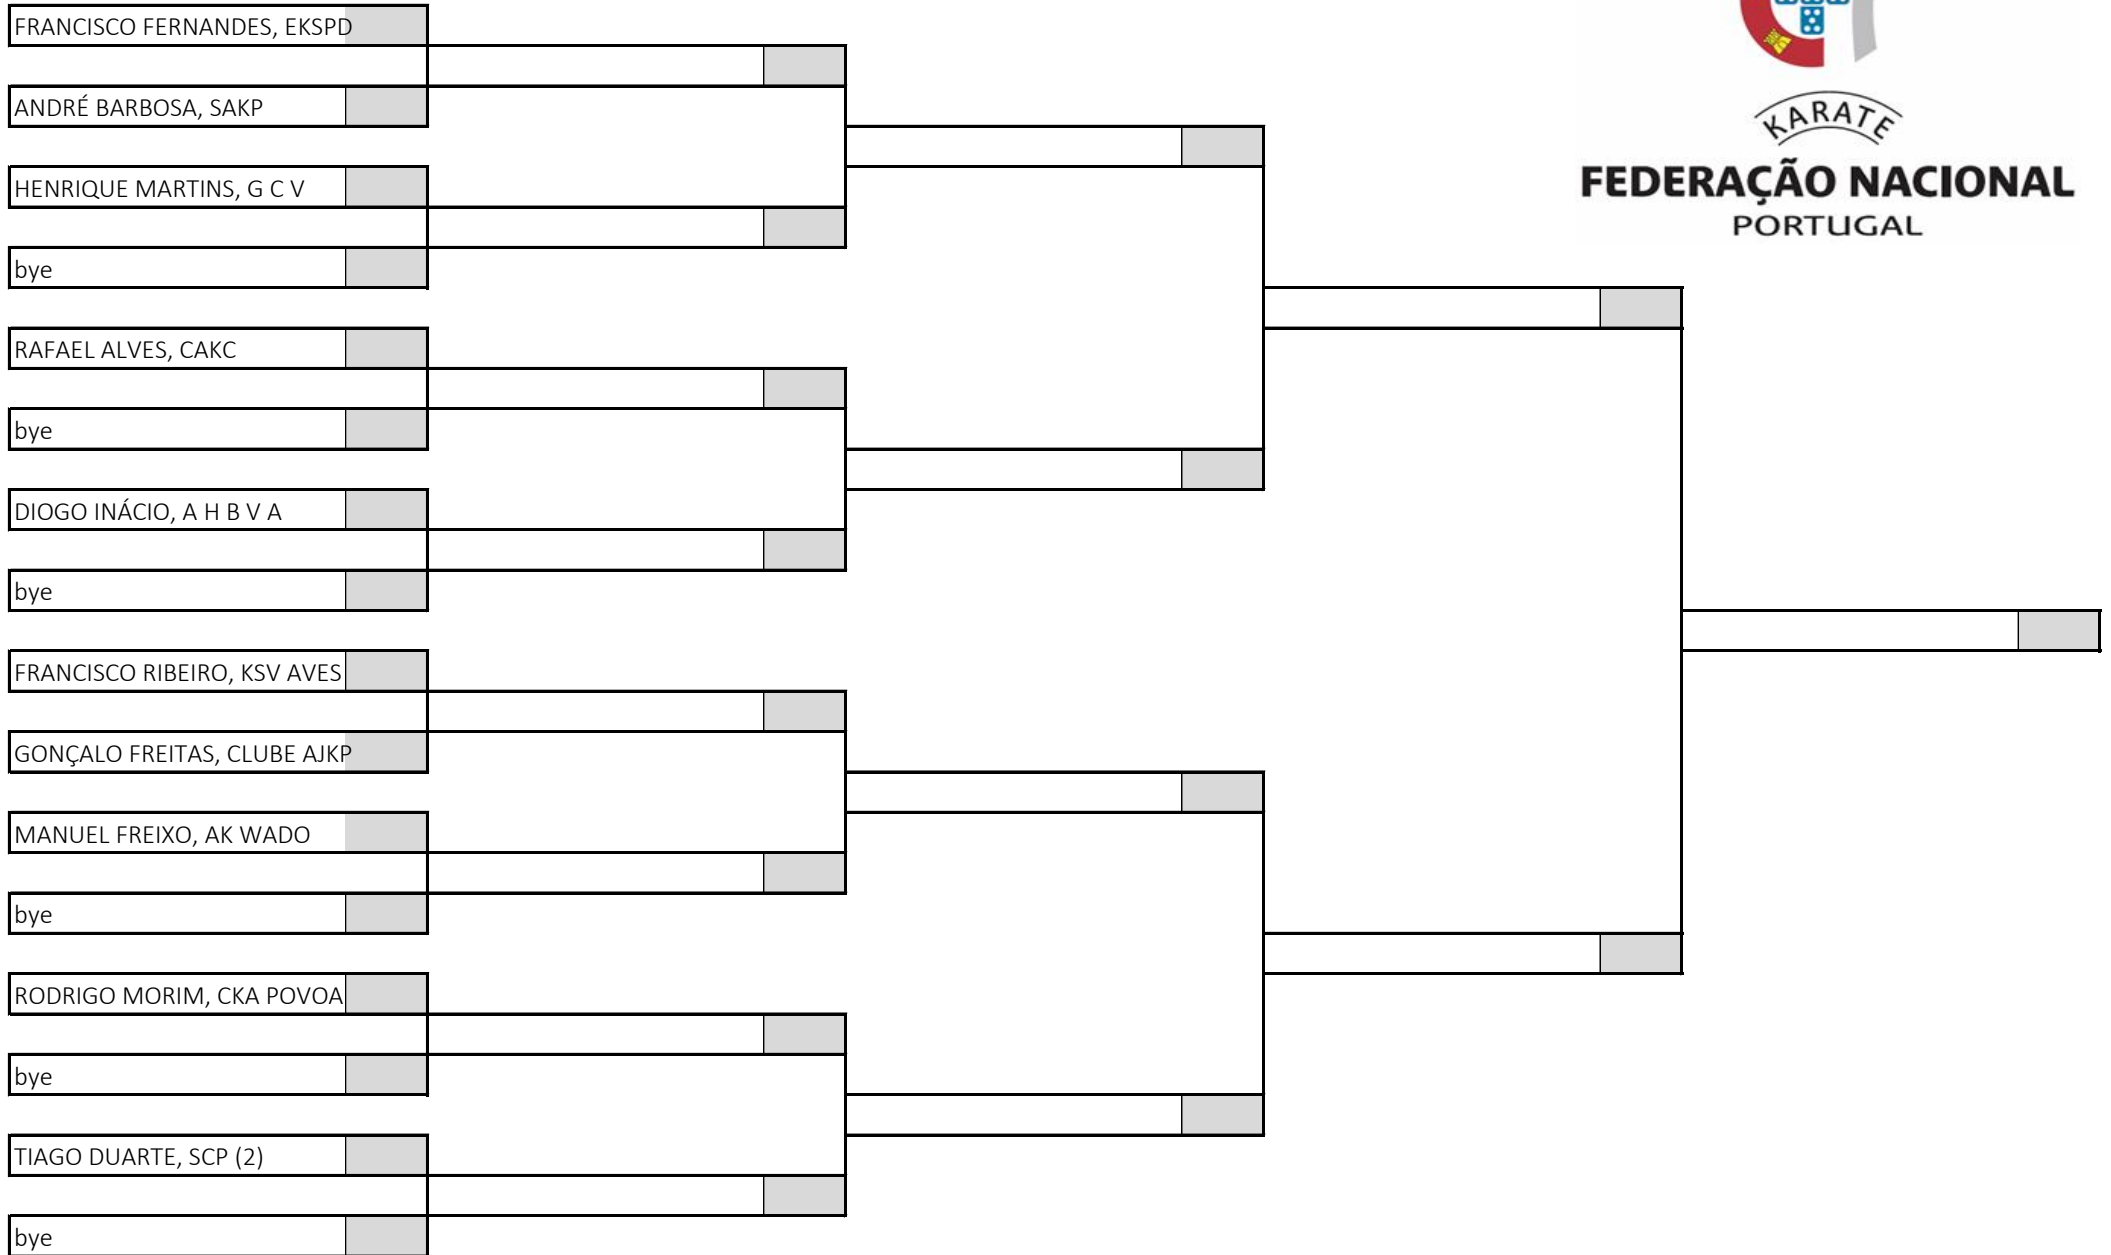 FRANCISCO FERNANDES, EKSPD
ANDRÉ BARBOSA, SAKP
KARATE
FEDERAÇÃO NACIONAL
PORTUGAL
HENRIQUE MARTINS, G C V
bye
RAFAEL ALVES, CAKC
bye
DIOGO INÁCIO, A H B V A
bye
FRANCISCO RIBEIRO, KSV AVES
GONÇALO FREITAS, CLUBE AJKP
MANUEL FREIXO, AK WADO
bye
RODRIGO MORIM, CKA POVOA
bye
TIAGO DUARTE, SCP (2)
bye